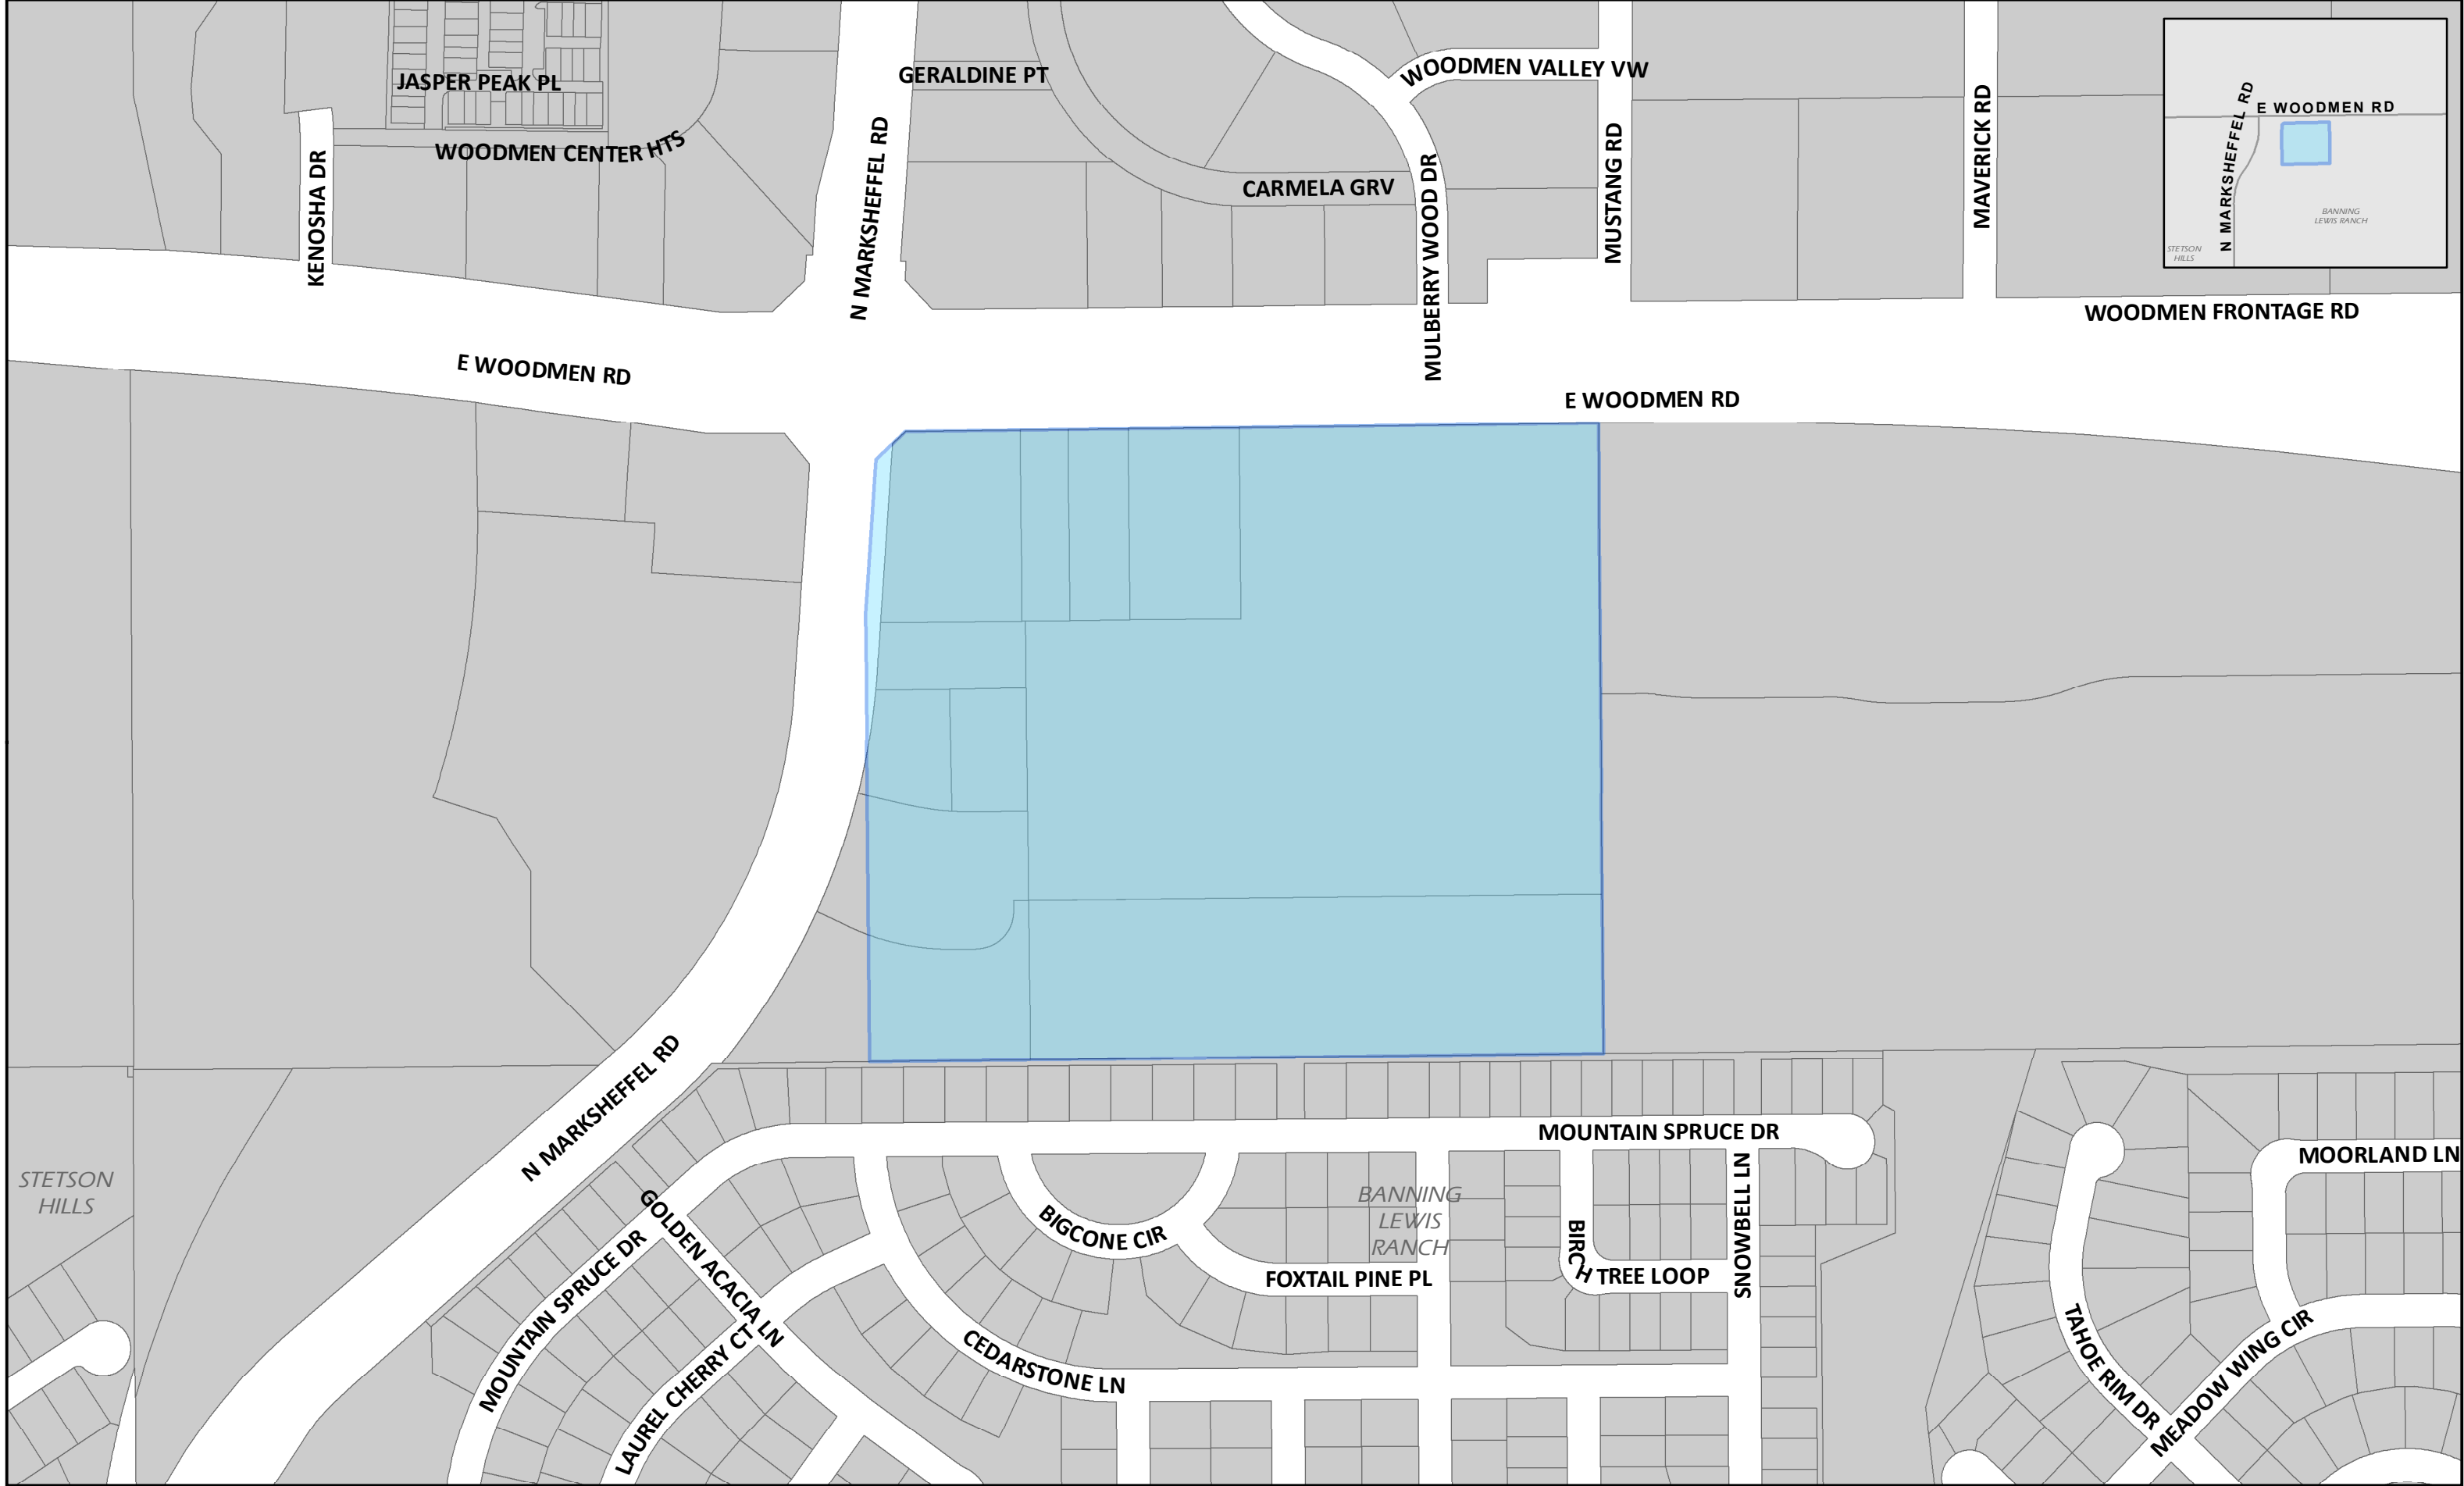 JASPER PEAK PL
GERALDINE PT
WOODMEN VALLEY VW
WOODMEN CENTER HTS
KENOSHA DR
N MARKSHEFFEL RD
CARMELA GRV
MULBERRY WOOD DR
MUSTANG RD
MAVERICK RD
E WOODMEN RD
N MARKSHEFFEL RD
BANNING
LEWIS RANCH
STETSON
HILLS
WOODMEN FRONTAGE RD
E WOODMEN RD
E WOODMEN RD
N MARKSHEFFEL RD
MOUNTAIN SPRUCE DR
MOORLAND LN
STETSON
HILLS
BANNING
LEWIS
RANCH
GOLDEN ACACIA LN
BIGCONE CIR
MOUNTAIN SPRUCE DR
FOXTAIL PINE PL
BIRCH TREE LOOP
SNOWBELL LN
CEDARSTONE LN
LAUREL CHERRY CT
TAHOE RIM DR
MEADOW WING CIR